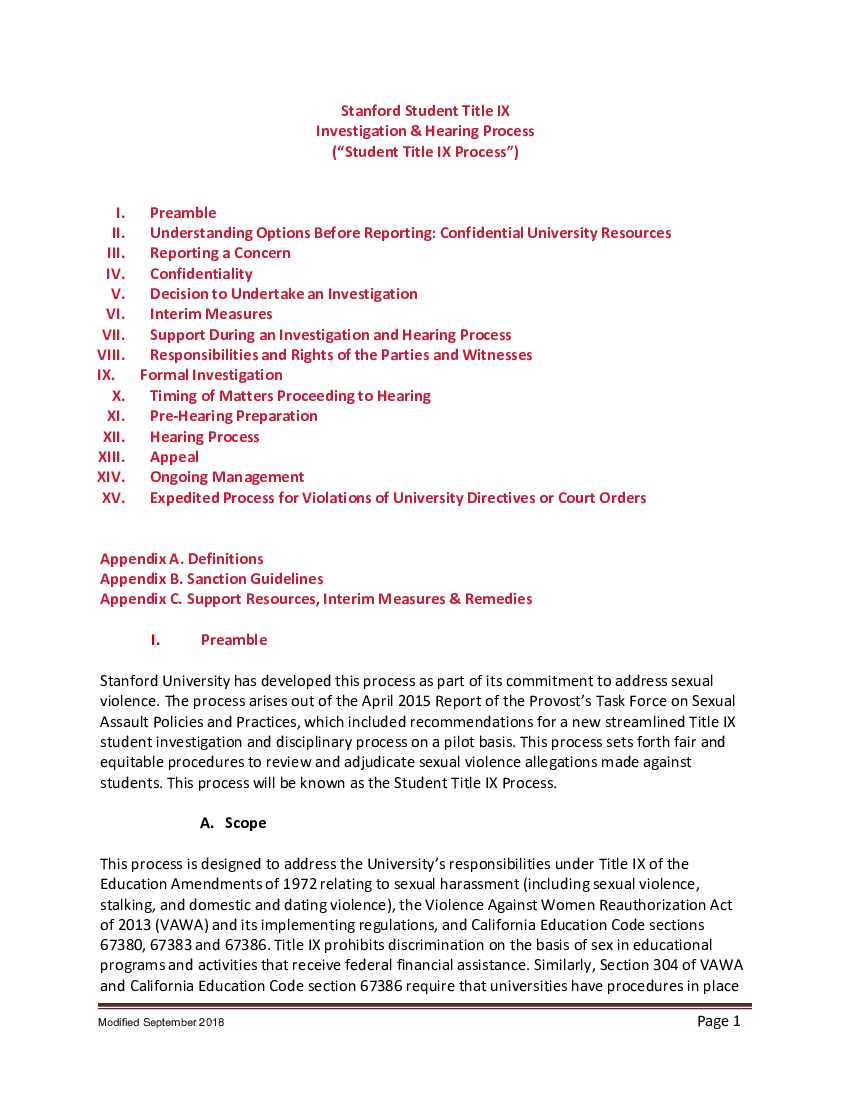 Stanford Student Title IX
Investigation & Hearing Process
(“Student Title IX Process”)
I. Preamble
II. Understanding Options Before Reporting: Confidential University Resources
III. Reporting a Concern
IV. Confidentiality
V. Decision to Undertake an Investigation
VI. Interim Measures
VII. Support During an Investigation and Hearing Process
VIII. Responsibilities and Rights of the Parties and Witnesses
IX. Formal Investigation
X. Timing of Matters Proceeding to Hearing
XI. Pre-Hearing Preparation
XII. Hearing Process
XIII. Appeal
XIV. Ongoing Management
XV. Expedited Process for Violations of University Directives or Court Orders
Appendix A. Definitions
Appendix B. Sanction Guidelines
Appendix C. Support Resources, Interim Measures & Remedies
I. Preamble
Stanford University has developed this process as part of its commitment to address sexual
violence. The process arises out of the April 2015 Report of the Provost’s Task Force on Sexual
Assault Policies and Practices, which included recommendations for a new streamlined Title IX
student investigation and disciplinary process on a pilot basis. This process sets forth fair and
equitable procedures to review and adjudicate sexual violence allegations made against
students. This process will be known as the Student Title IX Process.
A. Scope
This process is designed to address the University’s responsibilities under Title IX of the
Education Amendments of 1972 relating to sexual harassment (including sexual violence,
stalking, and domestic and dating violence), the Violence Against Women Reauthorization Act
of 2013 (VAWA) and its implementing regulations, and California Education Code sections
67380, 67383 and 67386. Title IX prohibits discrimination on the basis of sex in educational
programs and activities that receive federal financial assistance. Similarly, Section 304 of VAWA
and California Education Code section 67386 require that universities have procedures in place
Modified September 2018 Page 1